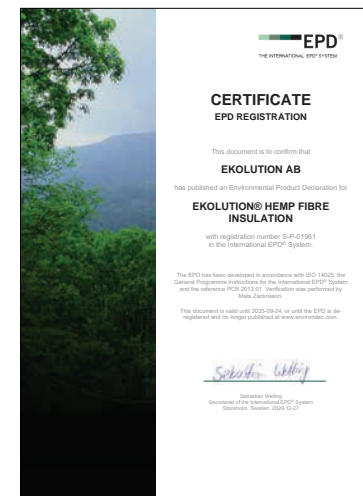 EPD®
THE INTERNATIONAL EPD® SYSTEM
CERTIFICATE
EPD REGISTRATION
This document is to confirm that
EKOLUTION AB
has published an Environmental Product Declaration for
EKOLUTION® HEMP FIBRE
INSULATION
with registration number S-P-01961
in the International EPD® System.
The EPD has been developed in accordance with ISO 14025, the
General Programme Instructions for the International EPD® System
and the reference PCR 2012:01. Verification was performed by
Mats Zackrisson.
This document is valid until 2025-09-24, or until the EPD is de-
registered and no longer published at www.environdec.com.
Sebastian Welling
Sebastian Welling
Secretariat of the International EPD® System
Stockholm, Sweden, 2020-12-27